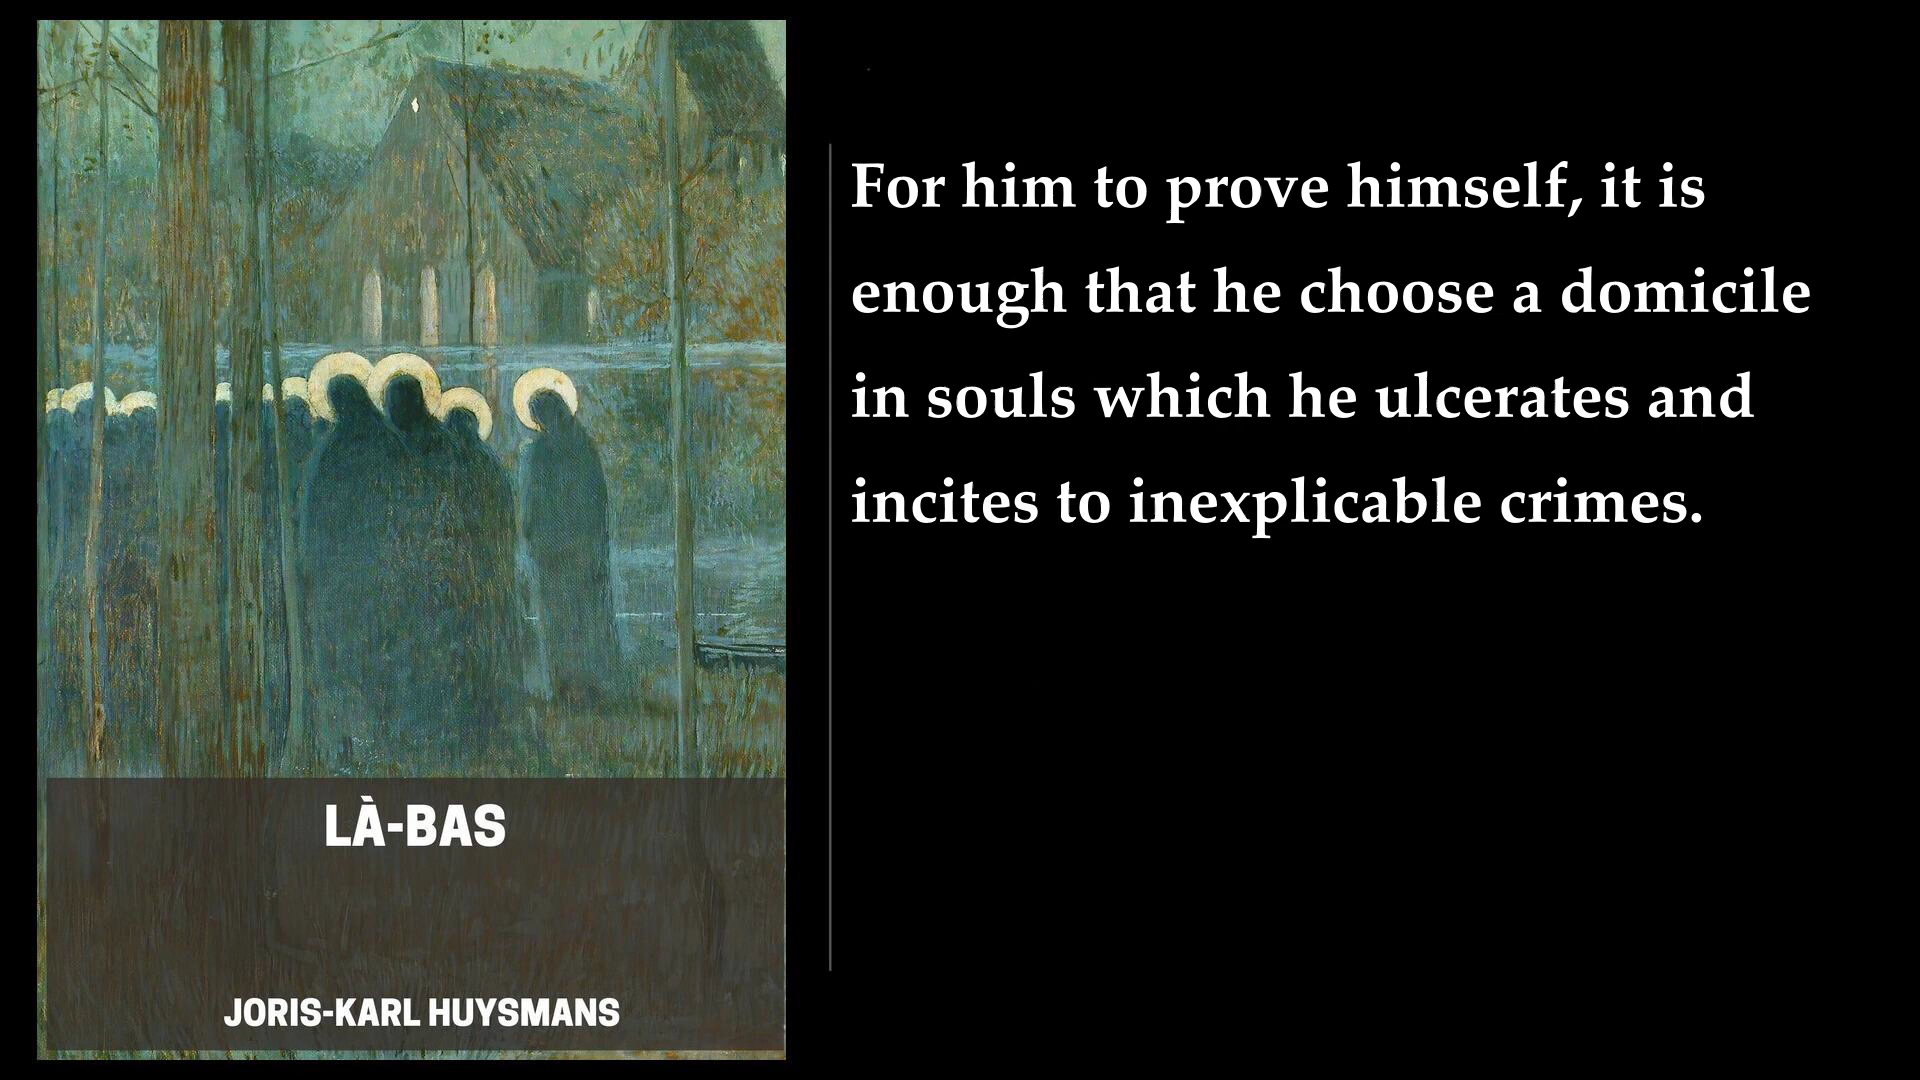 For him to prove himself, it is
enough that he choose a domicile
in souls which he ulcerates and
incites to inexplicable crimes.
LÀ-BAS
JORIS-KARL HUYSMANS